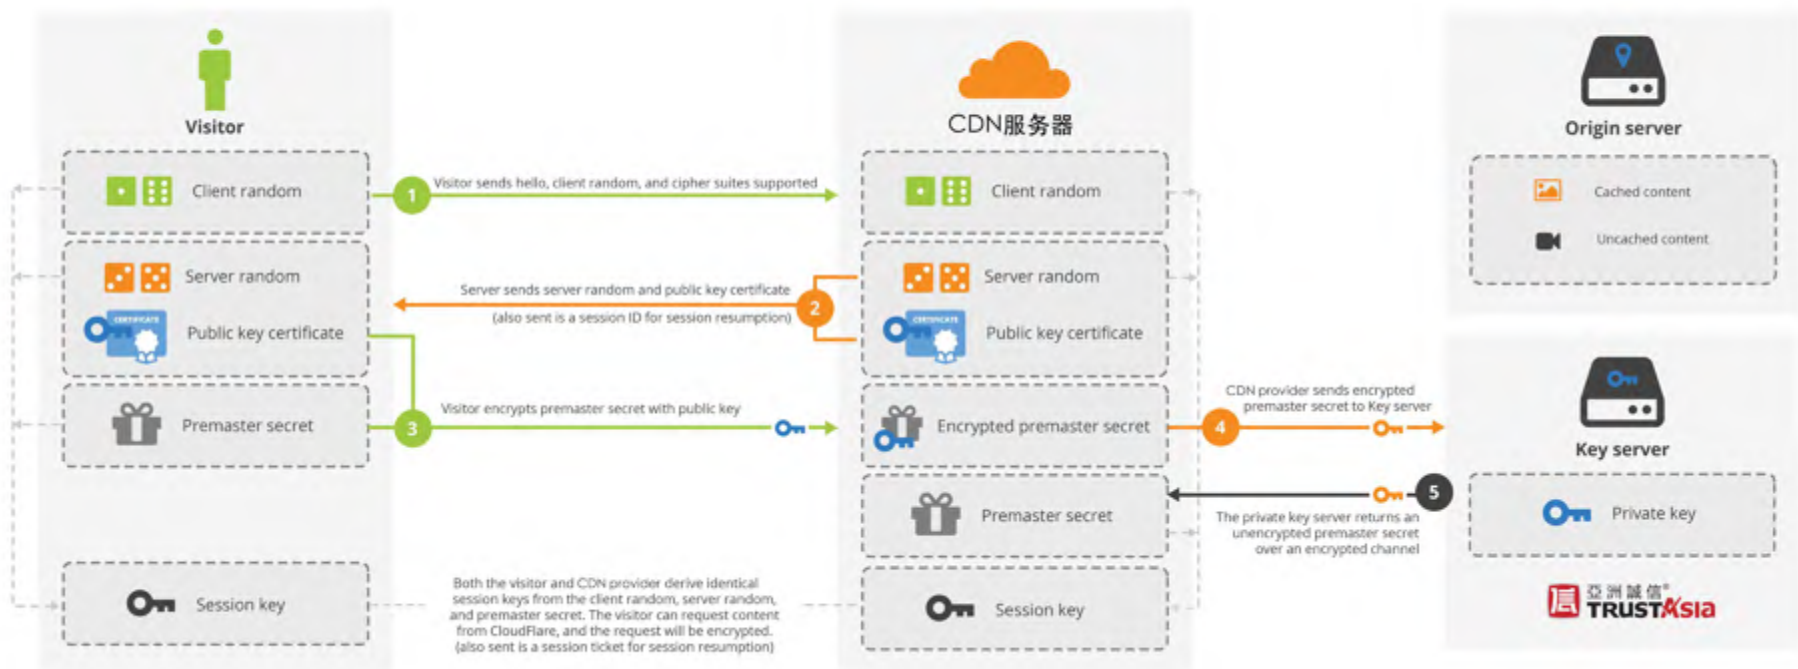 Visitor
Client random
Server random
CERTIFICATE
Public key certificate
Premaster secret
Session key
1
Visitor sends hello, client random, and cipher suites supported
Server sends server random and public key certificate
(also sent is a session ID for session resumption)
2
3
Visitor encrypts premaster secret with public key
Both the visitor and CDN provider derive identical
session keys from the client random, server random,
and premaster secret. The visitor can request content
from CloudFlare, and the request will be encrypted.
(also sent is a session ticket for session resumption)
CDN服务器
Client random
Server random
CERTIFICATE
Public key certificate
Encrypted premaster secret
Premaster secret
Session key
CDN provider sends encrypted
premaster secret to Key server
4
5
The private key server returns an
unencrypted premaster secret
over an encrypted channel
Origin server
Cached content
Uncached content
Key server
Private key
亞洲誠信®
TRUSTASIA